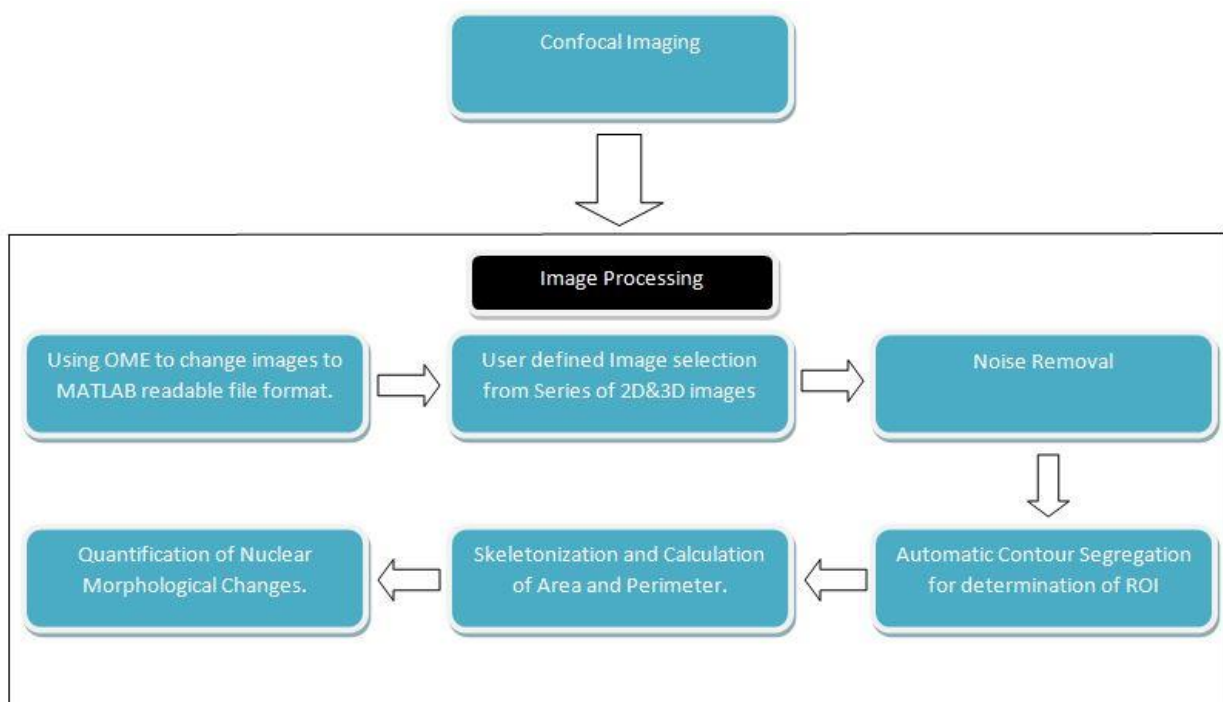 Confocal Imaging
Image Processing
Using OME to change images to
MATLAB readable file format.
User defined Image selection
from Series of 2D&3D images
Noise Removal
Automatic Contour Segregation
for determination of ROI
Skeletonization and Calculation
of Area and Perimeter.
Quantification of Nuclear
Morphological Changes.